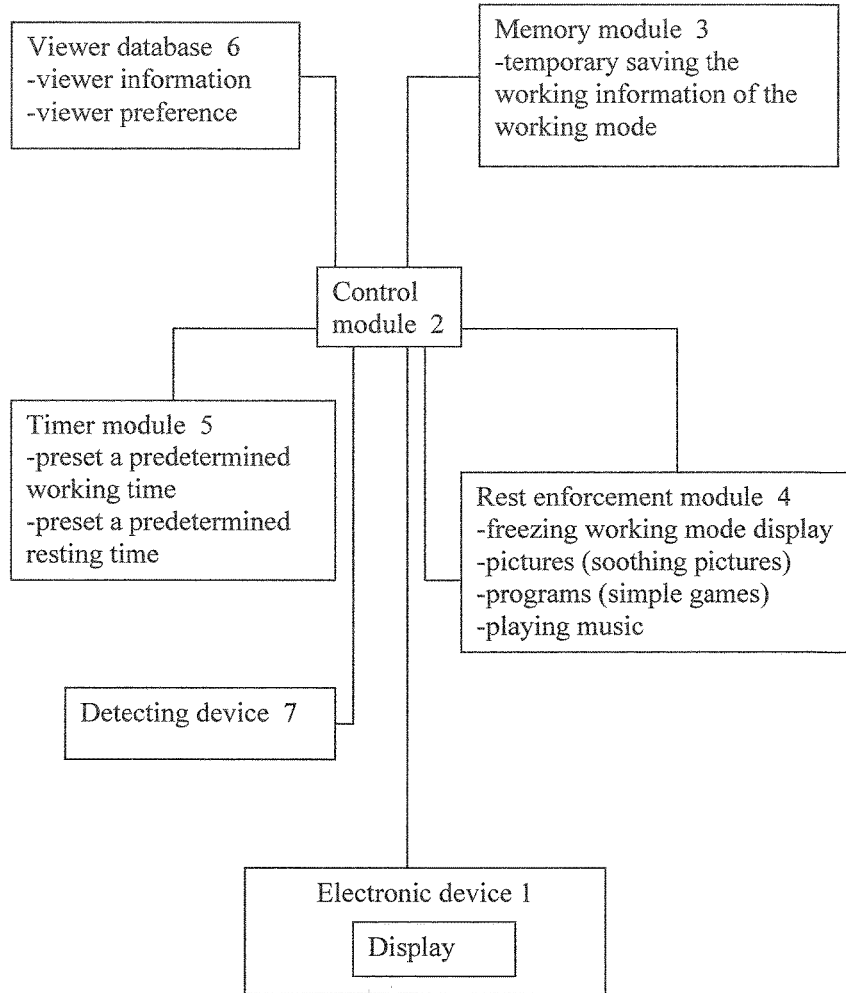 Viewer database 6
-viewer information
-viewer preference
Memory module 3
-temporary saving the
working information of the
working mode
Control
module 2
Timer module 5
-preset a predetermined
working time
-preset a predetermined
resting time
Rest enforcement module 4
-freezing working mode display
-pictures (soothing pictures)
-programs (simple games)
-playing music
Detecting device 7
Electronic device 1
Display